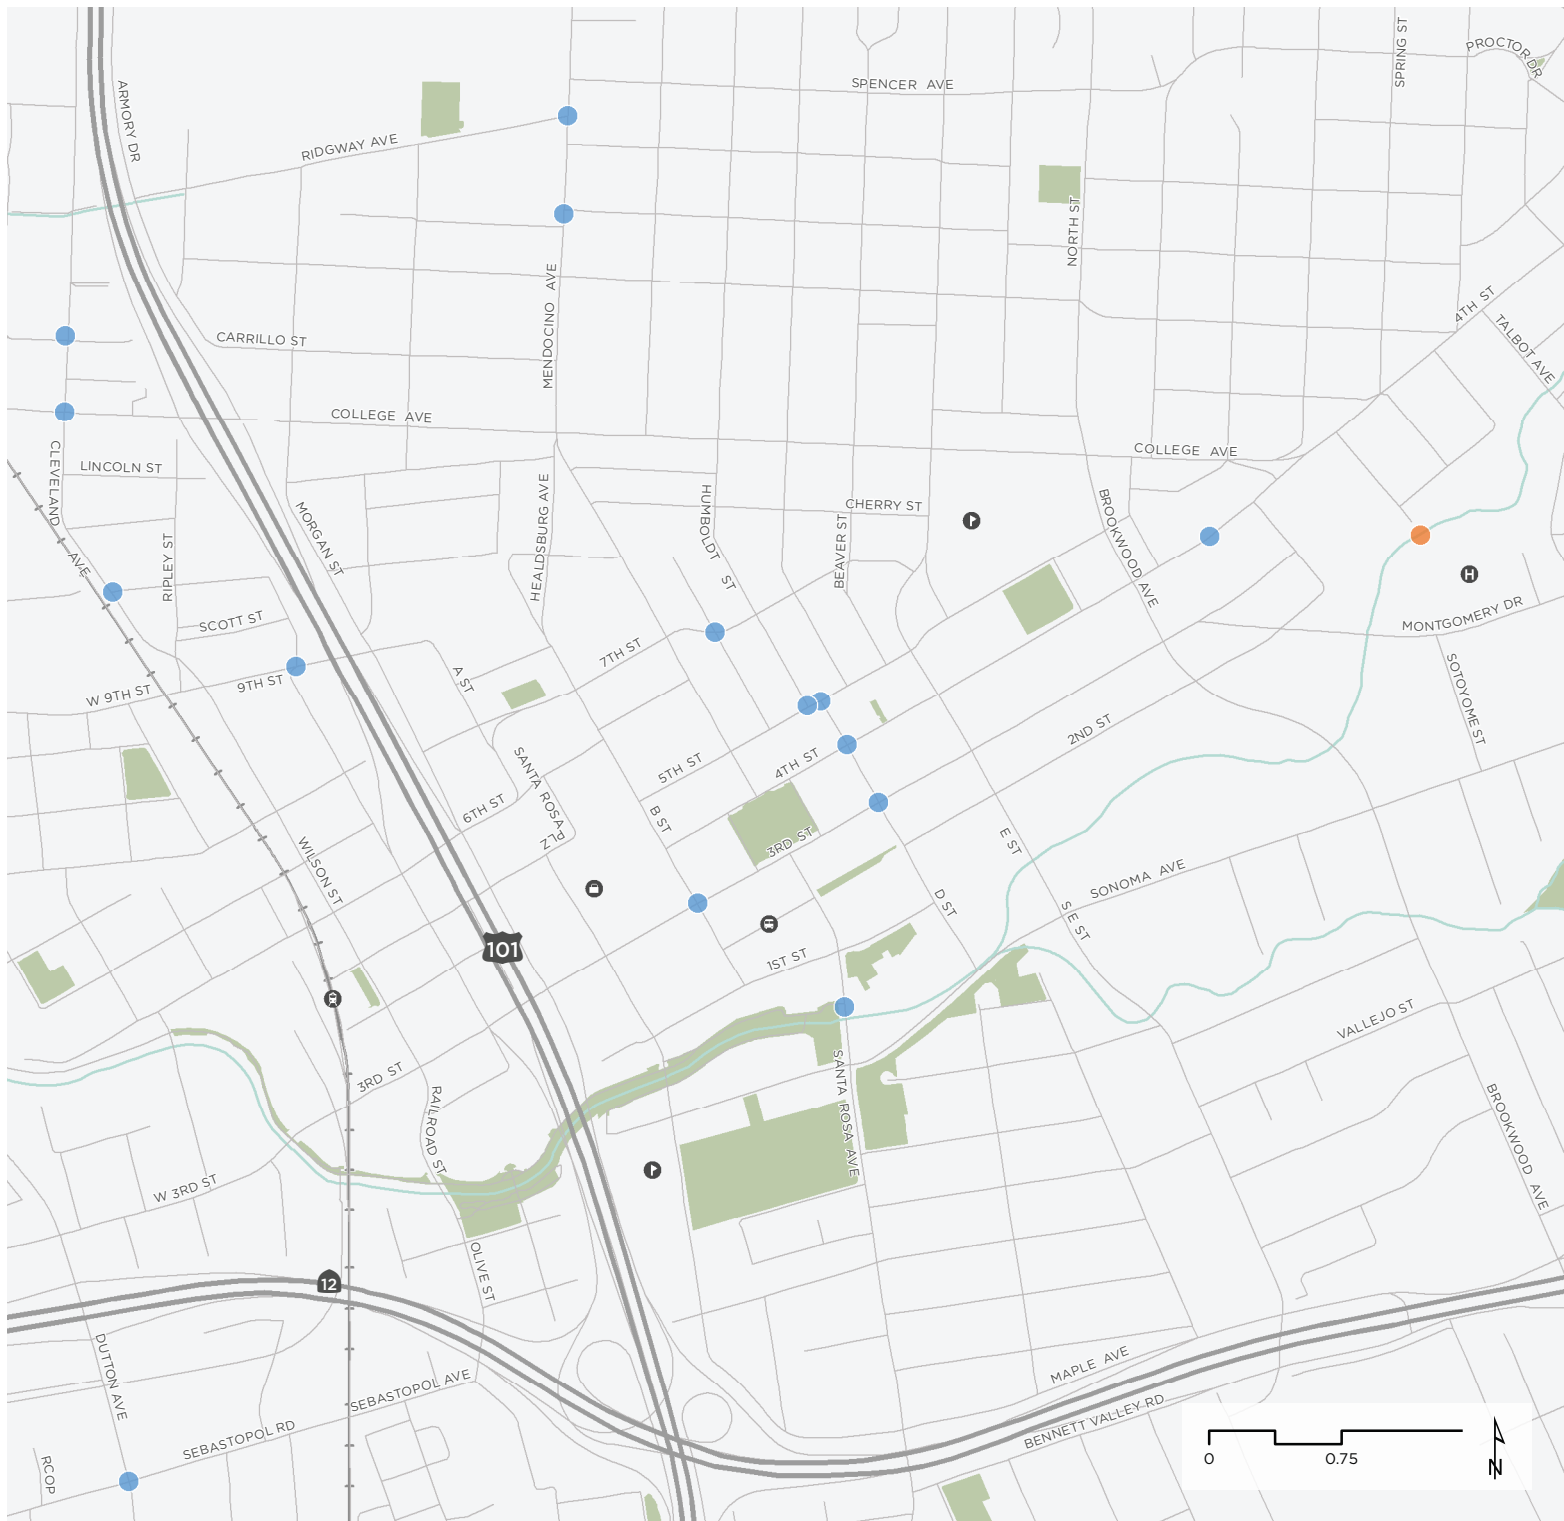 SPRING ST
PROCTOR DR
ARMORY DR
SPENCER AVE
RIDGWAY AVE
NORTH ST
MENDOCINO AVE
4TH ST
TALBOT AVE
CARRILLO ST
COLLEGE AVE
COLLEGE AVE
CLEVELAND AVE
LINCOLN ST
MORGAN ST
HEALDSBURG AVE
HUMBOLDT ST
CHERRY ST
BEAVER ST
BROOKWOOD AVE
RIPLEY ST
H
SCOTT ST
MONTGOMERY DR
7TH ST
A ST
SOTOYOME ST
W 9TH ST
9TH ST
2ND ST
SANTA ROSA PLZ
5TH ST
4TH ST
6TH ST
B ST
3RD ST
E ST
WILSON ST
SONOMA AVE
D ST
S E ST
101
1ST ST
VALLEJO ST
3RD ST
RAILROAD ST
SANTA ROSA AVE
BROOKWOOD AVE
W 3RD ST
OLIVE ST
12
DUTTON AVE
MAPLE AVE
SEBASTOPOL AVE
BENNETT VALLEY RD
SEBASTOPOL RD
RCOP
0 0.75
N